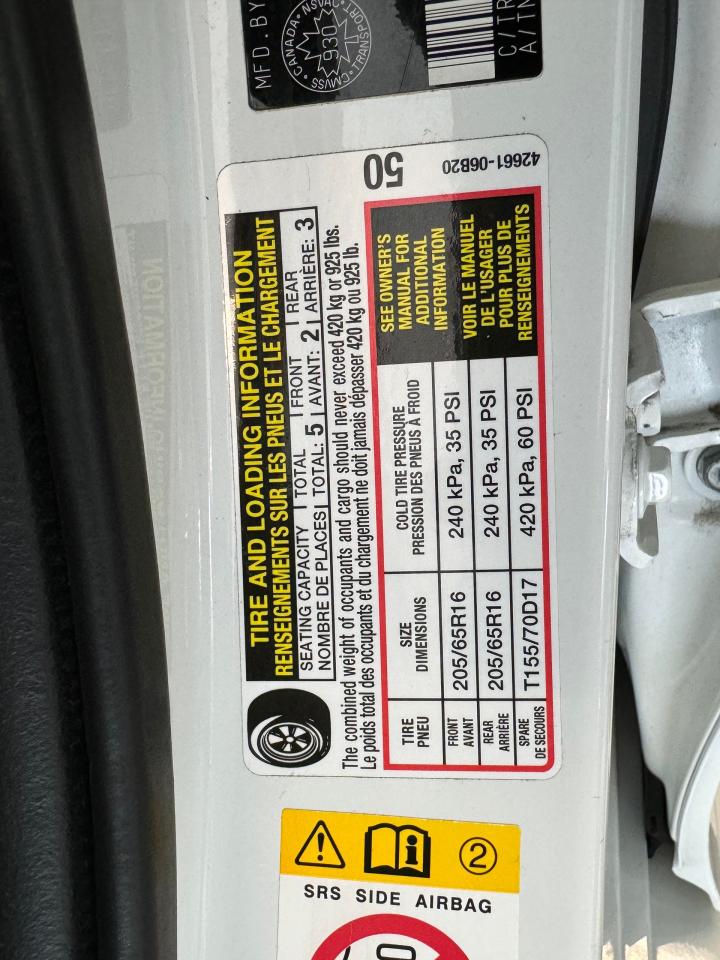 MFD.BY
CANADA
NSVAC
930
CMVSS
TRANSPORT
C/TR
A/TR
50
42661-06B20
TIRE AND LOADING INFORMATION
RENSEIGNEMENTS SUR LES PNEUS ET LE CHARGEMENT
SEATING CAPACITY | TOTAL | FRONT | REAR
NOMBRE DE PLACES | TOTAL: 5 | AVANT: 2 | ARRIÈRE: 3
The combined weight of occupants and cargo should never exceed 420 kg or 925 lbs.
Le poids total des occupants et du chargement ne doit jamais dépasser 420 kg ou 925 lb.
TIRE SIZE COLD TIRE PRESSURE
PNEU DIMENSIONS PRESSION DES PNEUS À FROID
FRONT
AVANT 205/65R16 240 kPa, 35 PSI
REAR
ARRIÈRE 205/65R16 240 kPa, 35 PSI
SPARE
DE SECOURS T155/70D17 420 kPa, 60 PSI
SEE OWNER'S
MANUAL FOR
ADDITIONAL
INFORMATION
VOIR LE MANUEL
DE L'USAGER
POUR PLUS DE
RENSEIGNEMENTS
2
SRS SIDE AIRBAG